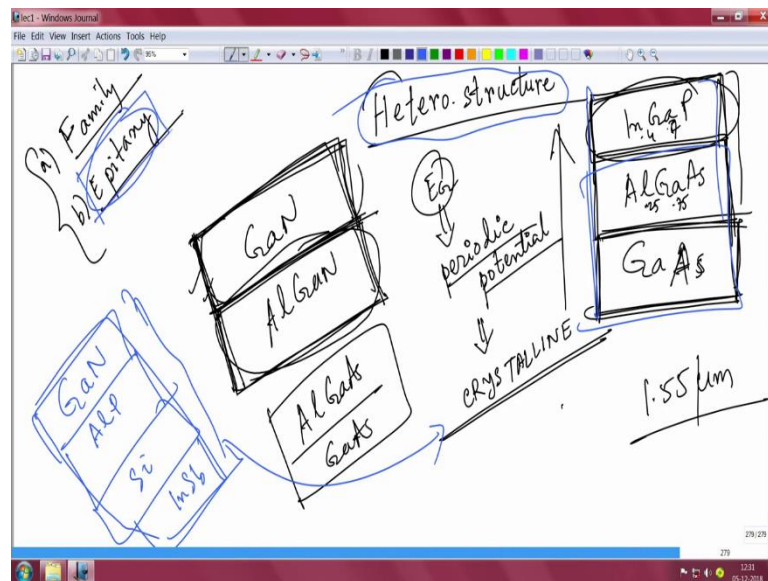 lec1 - Windows Journal
File Edit View Insert Actions Tools Help
96%
B I
a) Family
b) Epitaxy
Hetero. structure
EG
periodic
potential
CRYSTALLINE
GaN
AlGaN
AlGaAs
GaAs
GaN
AlP
Si
InSb
InGaP
AlGaAs
.25 .75
GaAs
1.55 μm
279/279
279
12:31
05-12-2018